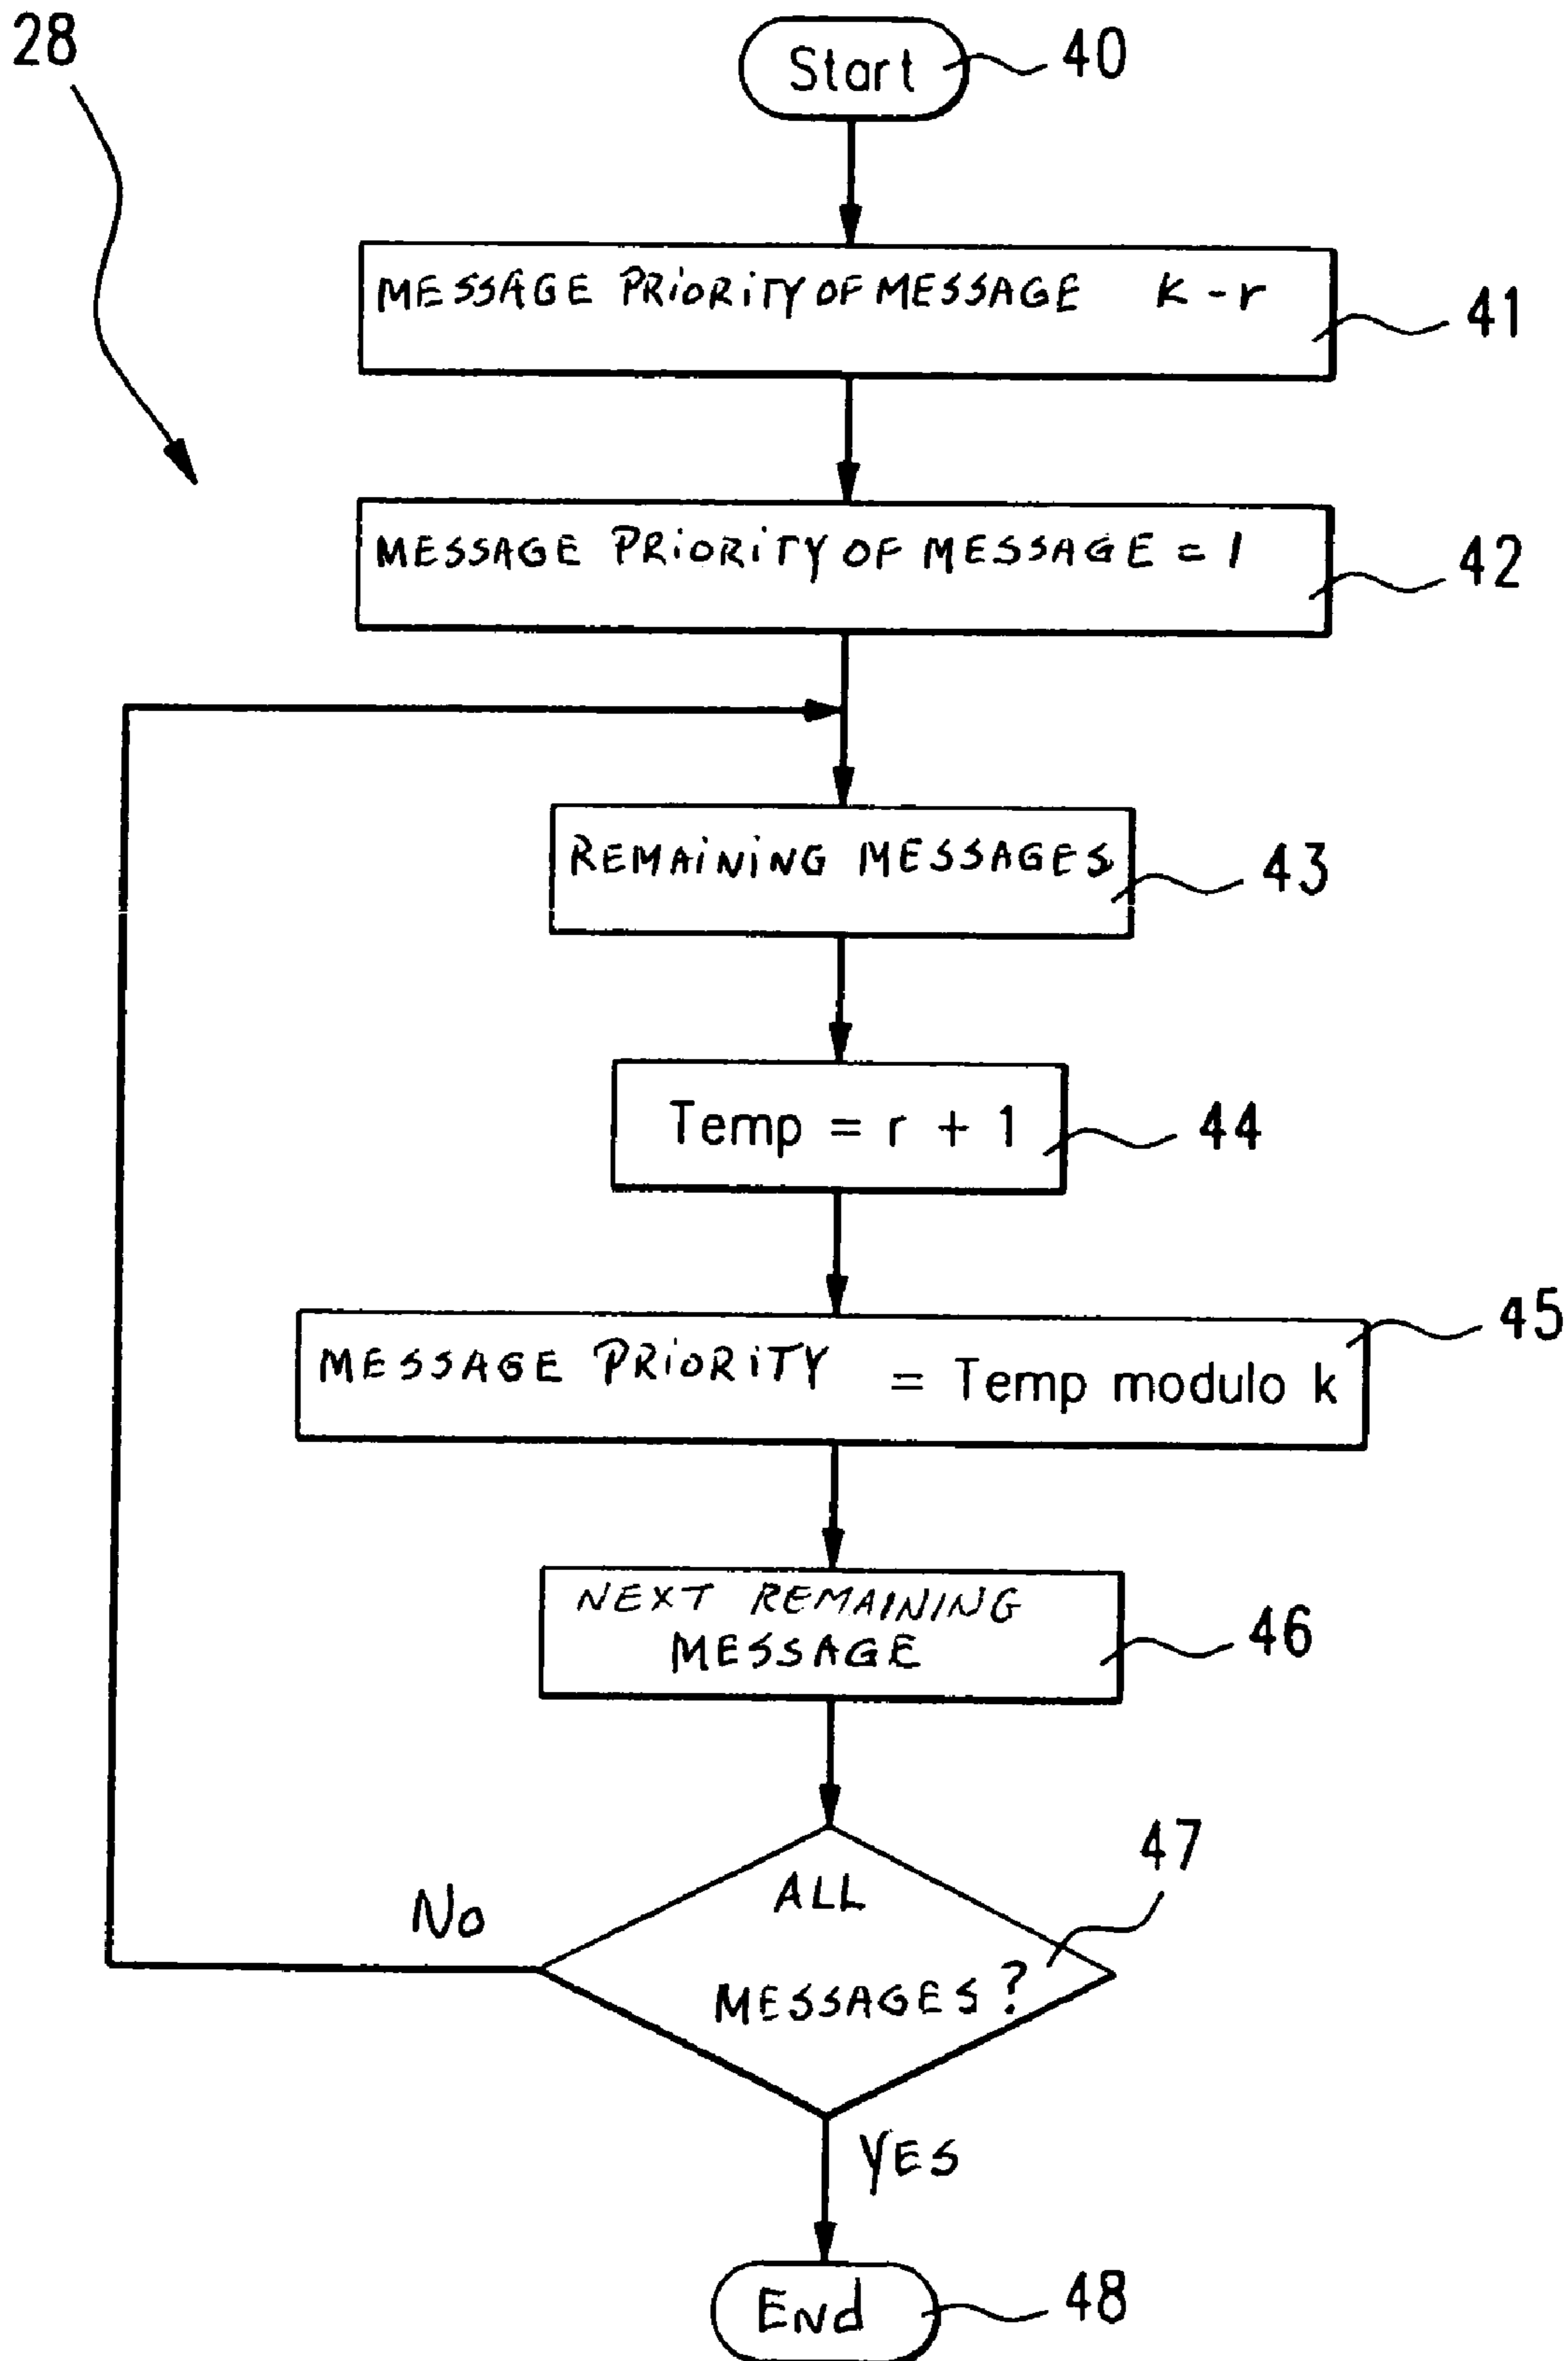 28
Start 40
MESSAGE PRIORITY OF MESSAGE K - r
41
MESSAGE PRIORITY OF MESSAGE = 1
42
REMAINING MESSAGES
43
Temp = r + 1
44
45
MESSAGE PRIORITY = Temp modulo k
NEXT REMAINING
MESSAGE
46
47
ALL
No
MESSAGES?
YES
End 48